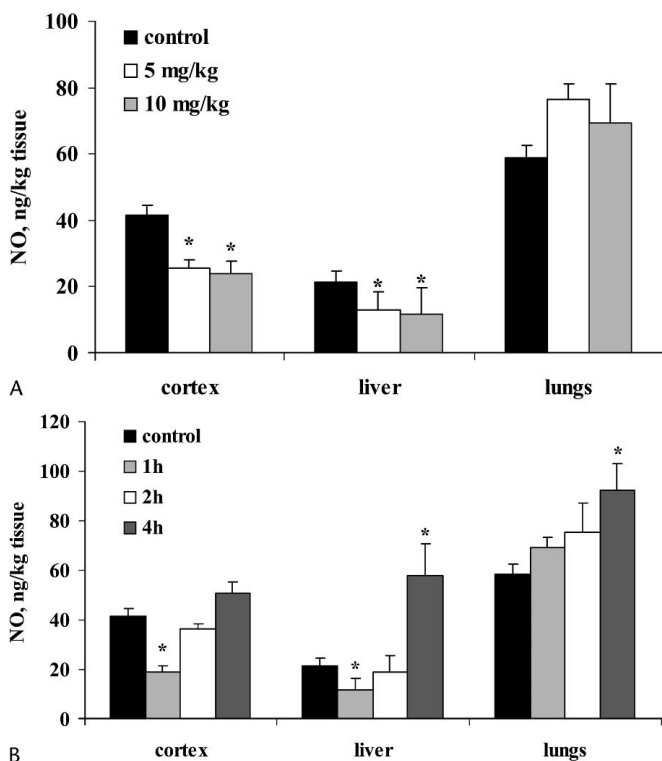 100
80
60
40
20
0
NO, ng/kg tissue
control
5 mg/kg
10 mg/kg
* *
* *
cortex liver lungs
A
120
100
80
60
40
20
0
NO, ng/kg tissue
control
1h
2h
4h
*
* *
*
cortex liver lungs
B